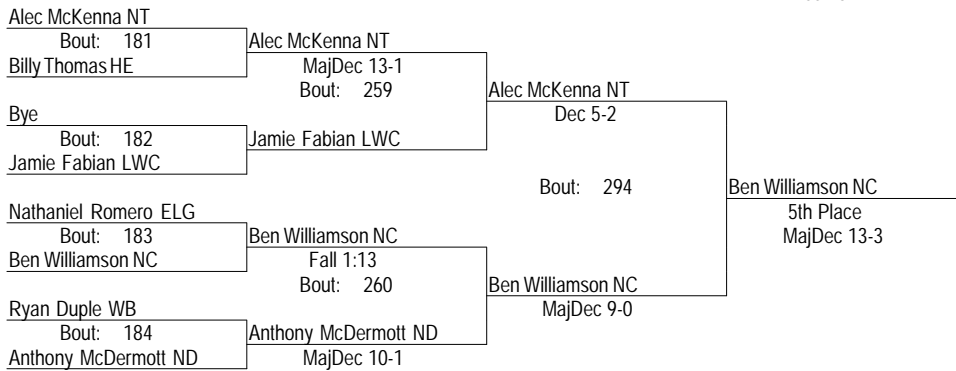 Alec McKenna NT
Bout: 181
Billy Thomas HE
Alec McKenna NT
MajDec 13-1
Bout: 259
Bye
Bout: 182
Jamie Fabian LWC
Jamie Fabian LWC
Alec McKenna NT
Dec 5-2
Bout: 294
Nathaniel Romero ELG
Bout: 183
Ben Williamson NC
Ben Williamson NC
Fall 1:13
Bout: 260
Ryan Duple WB
Bout: 184
Anthony McDermott ND
Anthony McDermott ND
MajDec 10-1
Ben Williamson NC
MajDec 9-0
Ben Williamson NC
5th Place
MajDec 13-3